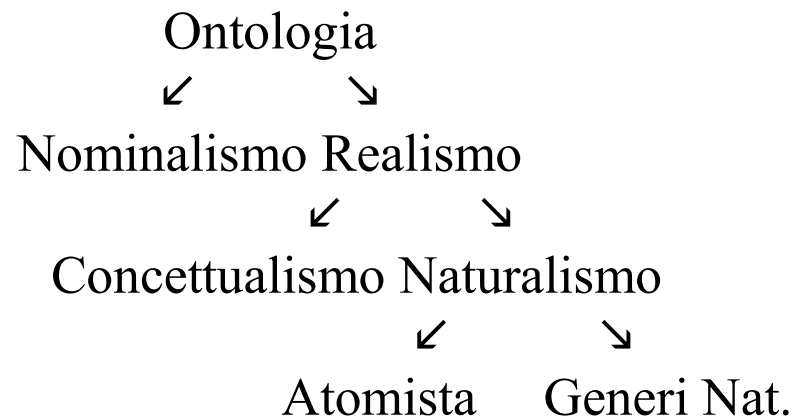 Ontologia
↙ ↘
Nominalismo Realismo
↙ ↘
Concettualismo Naturalismo
↙ ↘
Atomista Generi Nat.